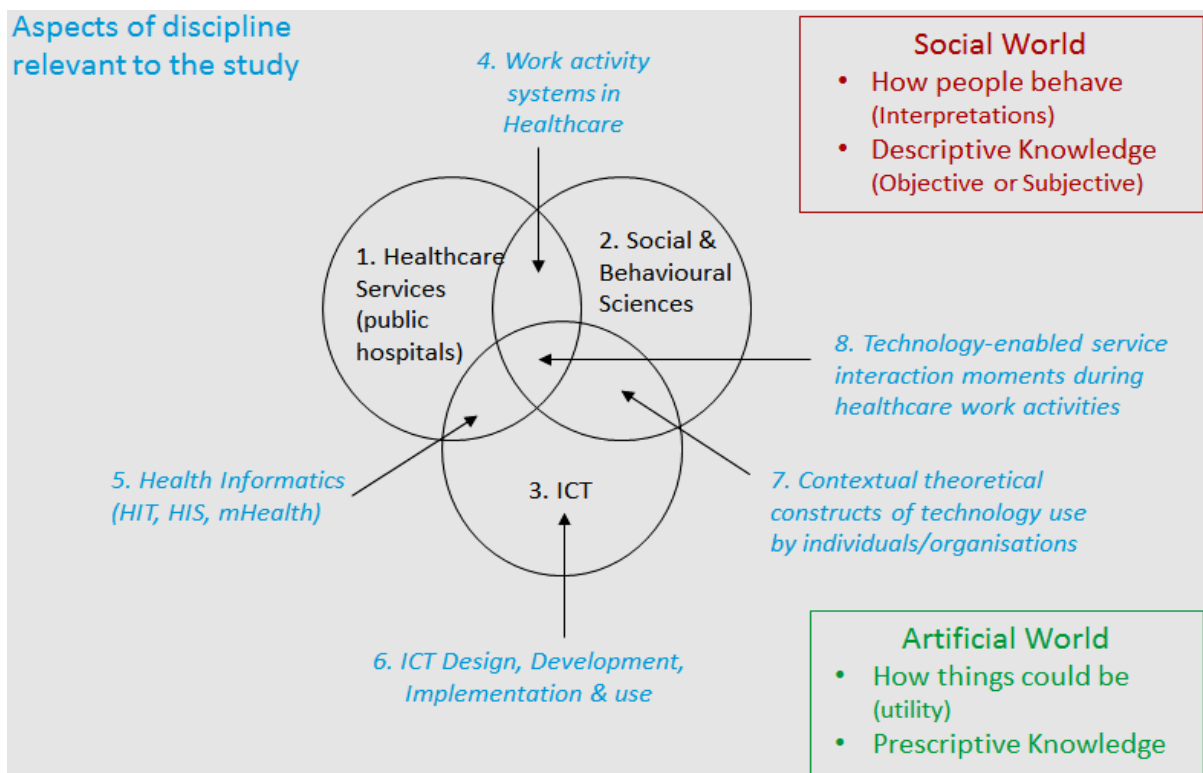 Aspects of discipline
relevant to the study
4. Work activity
systems in
Healthcare
Social World
• How people behave
(Interpretations)
• Descriptive Knowledge
(Objective or Subjective)
1. Healthcare
Services
(public
hospitals)
2. Social &
Behavioural
Sciences
8. Technology-enabled service
interaction moments during
healthcare work activities
5. Health Informatics
(HIT, HIS, mHealth)
3. ICT
7. Contextual theoretical
constructs of technology use
by individuals/organisations
6. ICT Design, Development,
Implementation & use
Artificial World
• How things could be
(utility)
• Prescriptive Knowledge